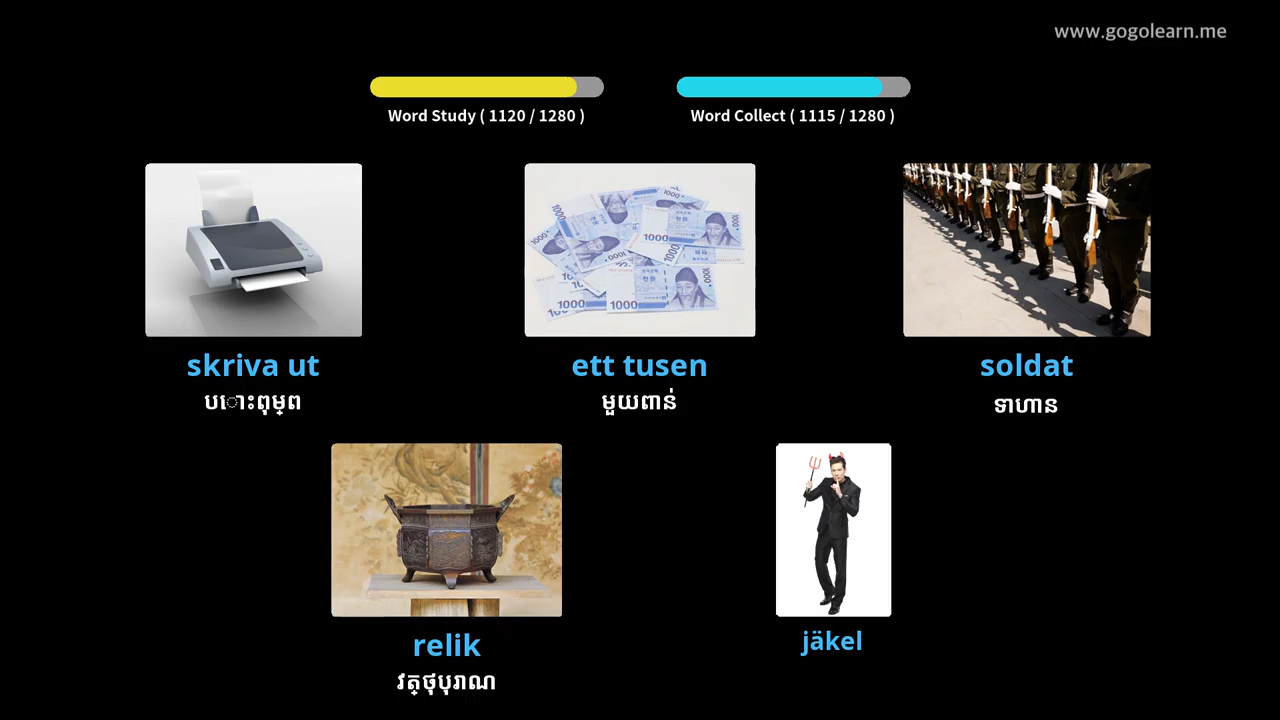 www.gogolearn.me
Word Study ( 1120 / 1280 )
Word Collect ( 1115 / 1280 )
skriva ut
បោះពុម្ព
ett tusen
មួយពាន់
soldat
ទាហាន
relik
វត្ថុបុរាណ
jäkel